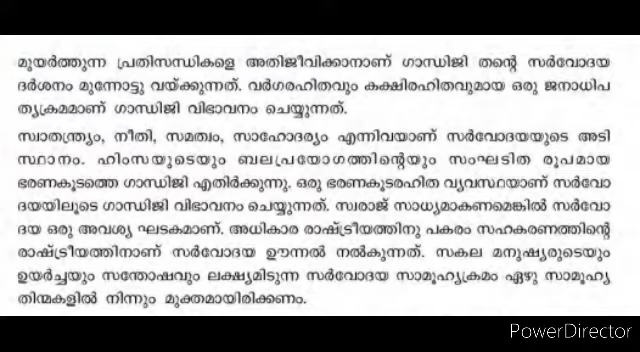 മുയർത്തുന്ന പ്രതിസന്ധികളെ അതിജീവിക്കാനാണ് ഗാന്ധിജി തന്റെ സർവോദയ
ദർശനം മുന്നോട്ടു വയ്ക്കുന്നത്. വർഗരഹിതവും കക്ഷിരഹിതവുമായ ഒരു ജനാധിപ
ത്യക്രമമാണ് ഗാന്ധിജി വിഭാവനം ചെയ്യുന്നത്.
സ്വാതന്ത്ര്യം, നീതി, സമത്വം, സാഹോദര്യം എന്നിവയാണ് സർവോദയയുടെ അടി
സ്ഥാനം. ഹിംസയുടെയും ബലപ്രയോഗത്തിന്റെയും സംഘടിത രൂപമായ
ഭരണകൂടത്തെ ഗാന്ധിജി എതിർക്കുന്നു. ഒരു ഭരണകൂടരഹിത വ്യവസ്ഥയാണ് സർവോ
ദയയിലൂടെ ഗാന്ധിജി വിഭാവനം ചെയ്യുന്നത്. സ്വരാജ് സാധ്യമാകണമെങ്കിൽ സർവോ
ദയ ഒരു അവശ്യ ഘടകമാണ്. അധികാര രാഷ്ട്രീയത്തിനു പകരം സഹകരണത്തിന്റെ
രാഷ്ട്രീയത്തിനാണ് സർവോദയ ഊന്നൽ നൽകുന്നത്. സകല മനുഷ്യരുടെയും
ഉയർച്ചയും സന്തോഷവും ലക്ഷ്യമിടുന്ന സർവോദയ സാമൂഹ്യക്രമം ഏഴു സാമൂഹ്യ
തിന്മകളിൽ നിന്നും മുക്തമായിരിക്കണം.
PowerDirector